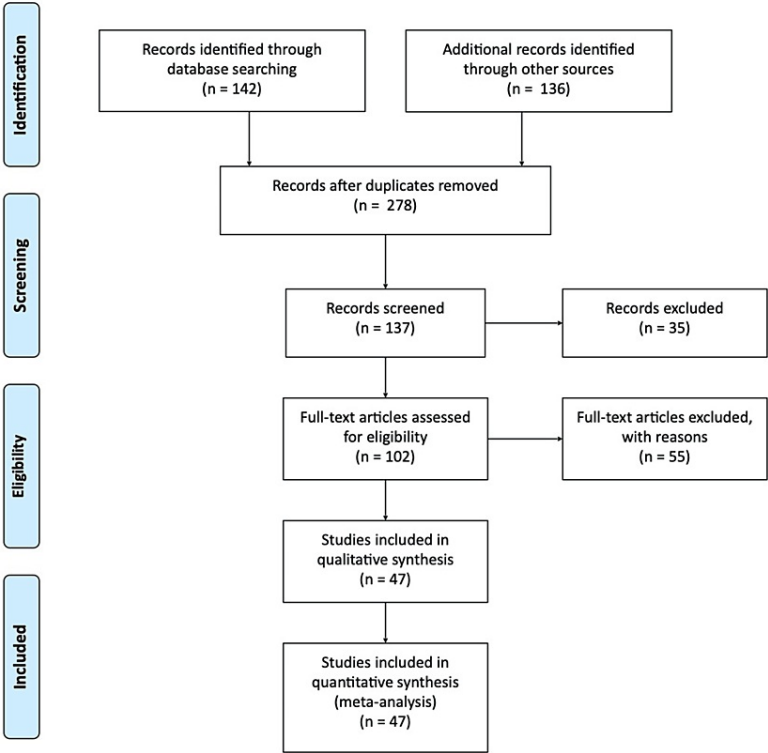 Identification
Records identified through
database searching
(n = 142)
Additional records identified
through other sources
(n = 136)
Records after duplicates removed
(n = 278)
Screening
Records screened
(n = 137)
Records excluded
(n = 35)
Eligibility
Full-text articles assessed
for eligibility
(n = 102)
Full-text articles excluded,
with reasons
(n = 55)
Studies included in
qualitative synthesis
(n = 47)
Included
Studies included in
quantitative synthesis
(meta-analysis)
(n = 47)